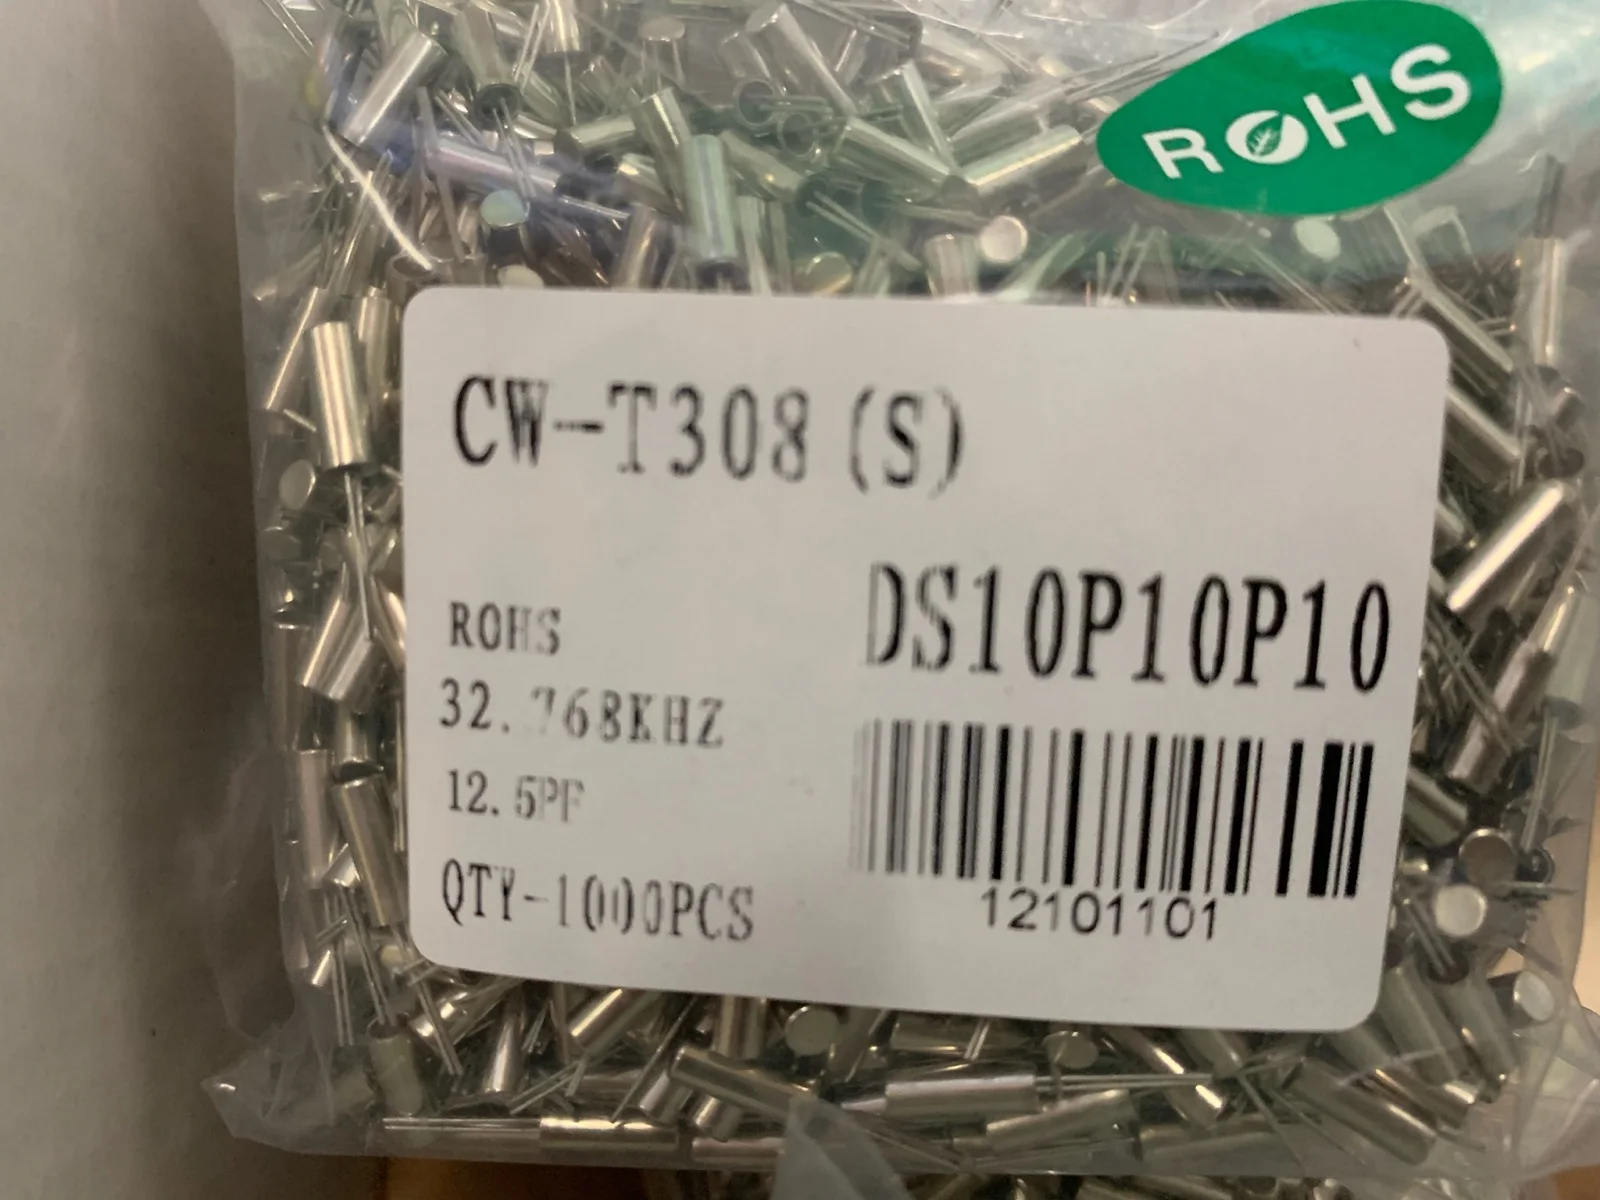 ROHS
CW-T308(S)
DS10P10P10
ROHS
32.768KHZ
12.5PF
QTY-1000PCS
12101101